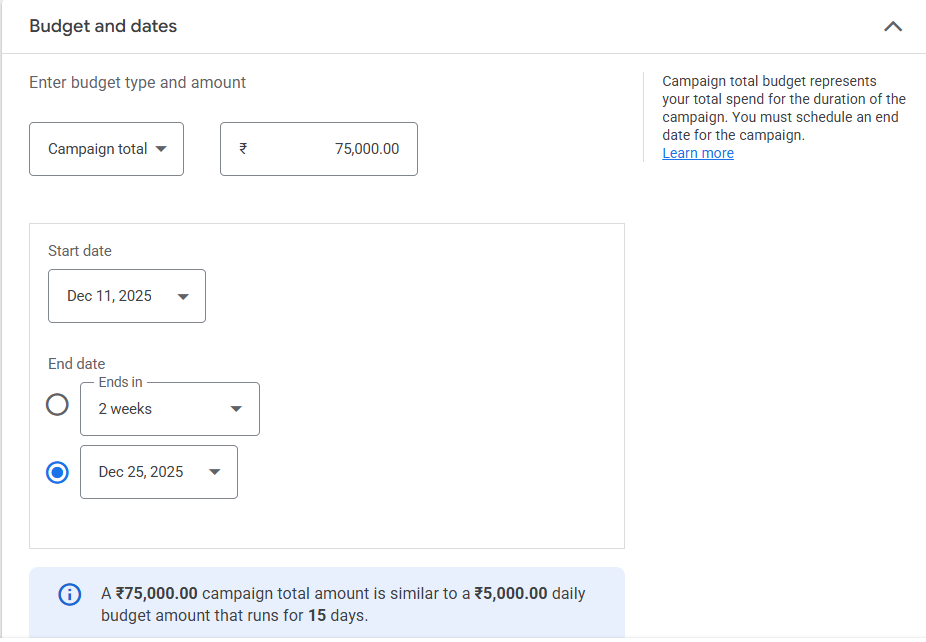 Budget and dates
Enter budget type and amount
Campaign total
₹ 75,000.00
Campaign total budget represents
your total spend for the duration of the
campaign. You must schedule an end
date for the campaign.
Learn more
Start date
Dec 11, 2025
End date
Ends in
2 weeks
Dec 25, 2025
A ₹75,000.00 campaign total amount is similar to a ₹5,000.00 daily
budget amount that runs for 15 days.